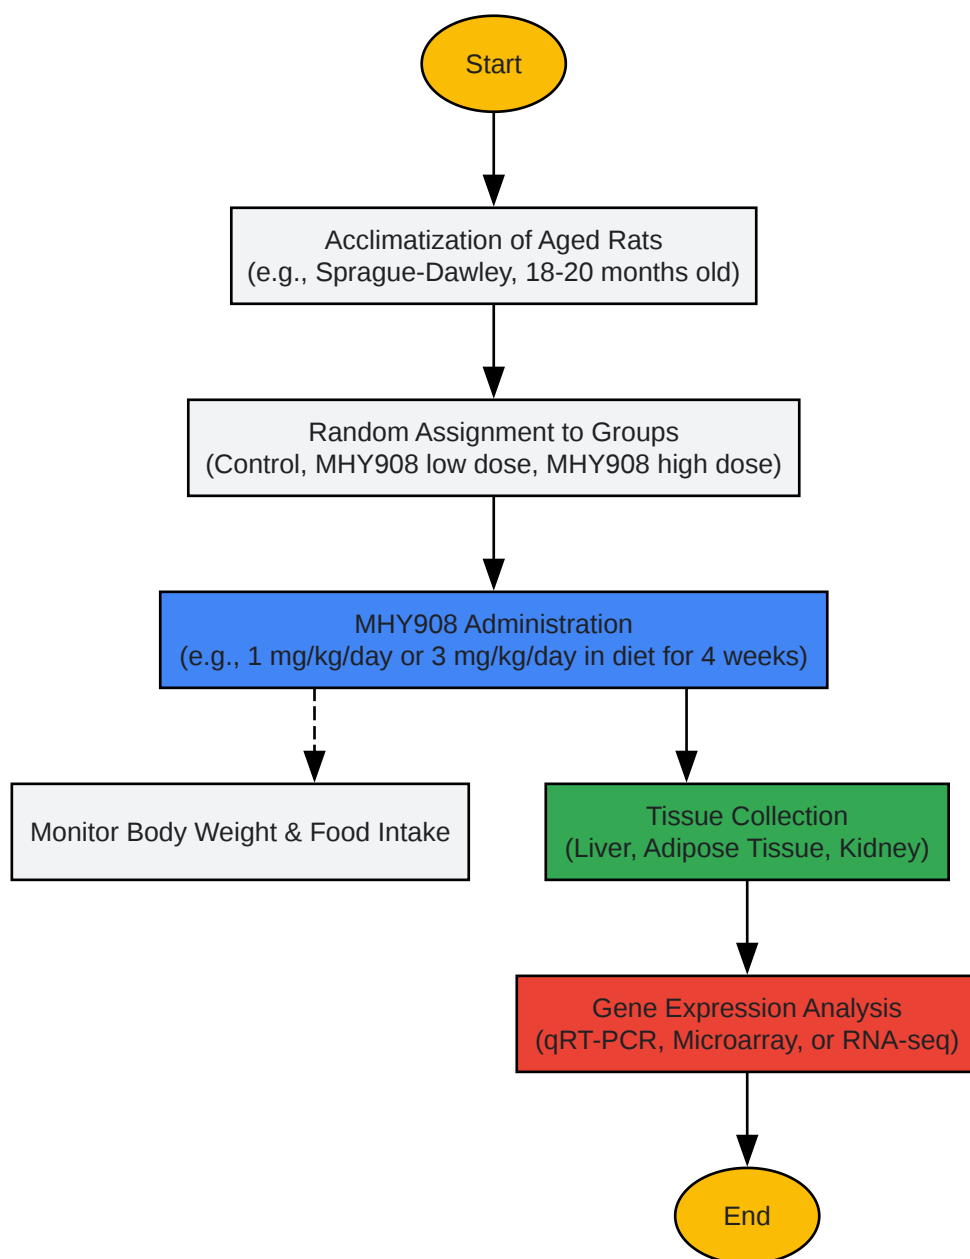 Start
Acclimatization of Aged Rats
(e.g., Sprague-Dawley, 18-20 months old)
Random Assignment to Groups
(Control, MHY908 low dose, MHY908 high dose)
MHY908 Administration
(e.g., 1 mg/kg/day or 3 mg/kg/day in diet for 4 weeks)
Monitor Body Weight & Food Intake
Tissue Collection
(Liver, Adipose Tissue, Kidney)
Gene Expression Analysis
(qRT-PCR, Microarray, or RNA-seq)
End